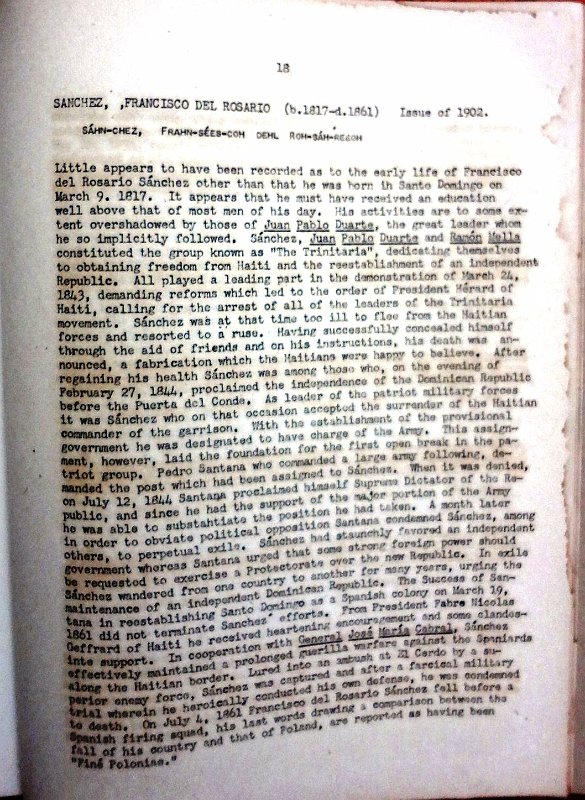 18
SANCHEZ, ,FRANCISCO DEL ROSARIO (b.1817-d.1861) Issue of 1902.
SÁHN-CHEZ, FRAHN-SÉES-COH DEHL ROH-SÁH-REEOH
Little appears to have been recorded as to the early life of Francisco
del Rosario Sánchez other than that he was born in Santo Domingo on
March 9. 1817. It appears that he must have received an education
well above that of most men of his day. His activities are to some ex-
tent overshadowed by those of Juan Pablo Duarte, the great leader whom
he so implicitly followed. Sánchez, Juan Pablo Duarte and Ramón Mella
constituted the group known as "The Trinitaria", dedicating themselves
to obtaining freedom from Haiti and the reestablishment of an independent
Republic. All played a leading part in the demonstration of March 24,
1843, demanding reforms which led to the order of President Hérard of
Haiti, calling for the arrest of all of the leaders of the Trinitaria
movement. Sánchez was at that time too ill to flee from the Haitian
forces and resorted to a ruse. Having successfully concealed himself
through the aid of friends and on his instructions, his death was an-
nounced, a fabrication which the Haitians were happy to believe. After
regaining his health Sánchez was among those who, on the evening of
February 27, 1844, proclaimed the independence of the Dominican Republic
before the Puerta del Conde. As leader of the patriot military forces
it was Sánchez who on that occasion accepted the surrender of the Haitian
commander of the garrison. With the establishment of the provisional
government he was designated to have charge of the Army. This assign-
ment, however, laid the foundation for the first open break in the pa-
triot group. Pedro Santana who commanded a large army following, de-
manded the post which had been assigned to Sánchez. When it was denied,
on July 12, 1844 Santana proclaimed himself Supreme Dictator of the Re-
public, and since he had the support of the major portion of the Army
he was able to substantiate the position he had taken. A month later
in order to obviate political opposition Santana condemned Sánchez, among
others, to perpetual exile. Sánchez had staunchly favored an independent
government whereas Santana urged that some strong foreign power should
be requested to exercise a Protectorate over the new Republic. In exile
Sánchez wandered from one country to another for many years, urging the
maintenance of an independent Dominican Republic. The Success of San-
tana in reestablishing Santo Domingo as a Spanish colony on March 19,
1861 did not terminate Sanchez' efforts. From President Fabre Nicolas
Geffrard of Haiti he received heartening encouragement and some clandes-
inte support. In cooperation with General José María Cabral, Sánchez
effectively maintained a prolonged guerilla warfare against the Spaniards
along the Haitian border. Lured into an ambush at El Cerdo by a su-
perior enemy force, Sánchez was captured and after a farcical military
trial wherein he heroically conducted his own defense, he was condemned
to death. On July 4, 1861 Francisco del Rosario Sánchez fell before a
Spanish firing squad, his last words drawing a comparison between the
fall of his country and that of Poland, are reported as having been
"Finé Polonias."